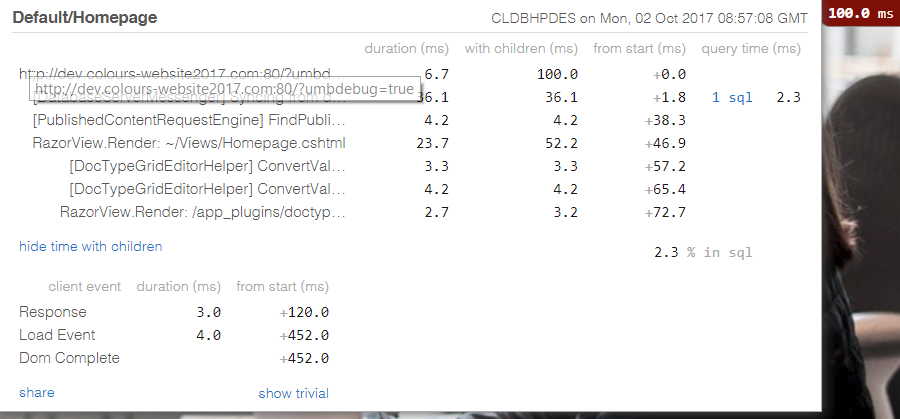 Default/Homepage CLDBHPDES on Mon, 02 Oct 2017 08:57:08 GMT 100.0 ms
duration (ms) with children (ms) from start (ms) query time (ms)
http://dev.colours-website2017.com:80/?umbd... 6.7 100.0 +0.0
http://dev.colours-website2017.com:80/?umbdebug=true
[DatabaseServerMessenger] Syncing from d... 36.1 36.1 +1.8 1 sql 2.3
[PublishedContentRequestEngine] FindPubli... 4.2 4.2 +38.3
RazorView.Render: ~/Views/Homepage.cshtml 23.7 52.2 +46.9
[DocTypeGridEditorHelper] ConvertVal... 3.3 3.3 +57.2
[DocTypeGridEditorHelper] ConvertVal... 4.2 4.2 +65.4
RazorView.Render: /app_plugins/doctyp... 2.7 3.2 +72.7
hide time with children 2.3 % in sql
client event duration (ms) from start (ms)
Response 3.0 +120.0
Load Event 4.0 +452.0
Dom Complete +452.0
share show trivial